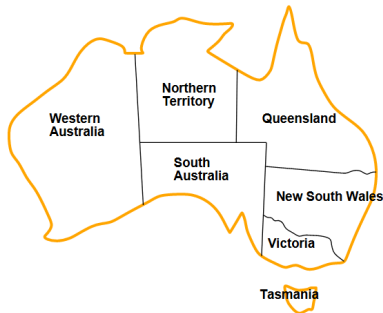 Northern
Territory
Western
Australia
Queensland
South
Australia
New South Wales
Victoria
Tasmania